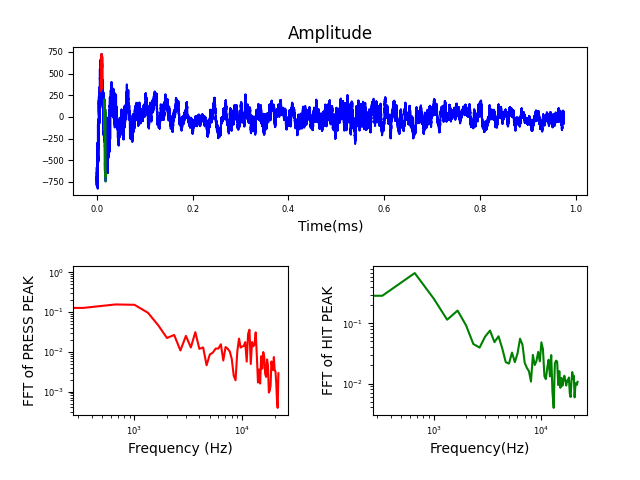 Amplitude
750
500
250
0
−250
−500
−750
0.0 0.2 0.4 0.6 0.8 1.0
Time(ms)
FFT of PRESS PEAK
10⁰
10⁻¹
10⁻²
10⁻³
10³ 10⁴
Frequency (Hz)
FFT of HIT PEAK
10⁻¹
10⁻²
10³ 10⁴
Frequency(Hz)